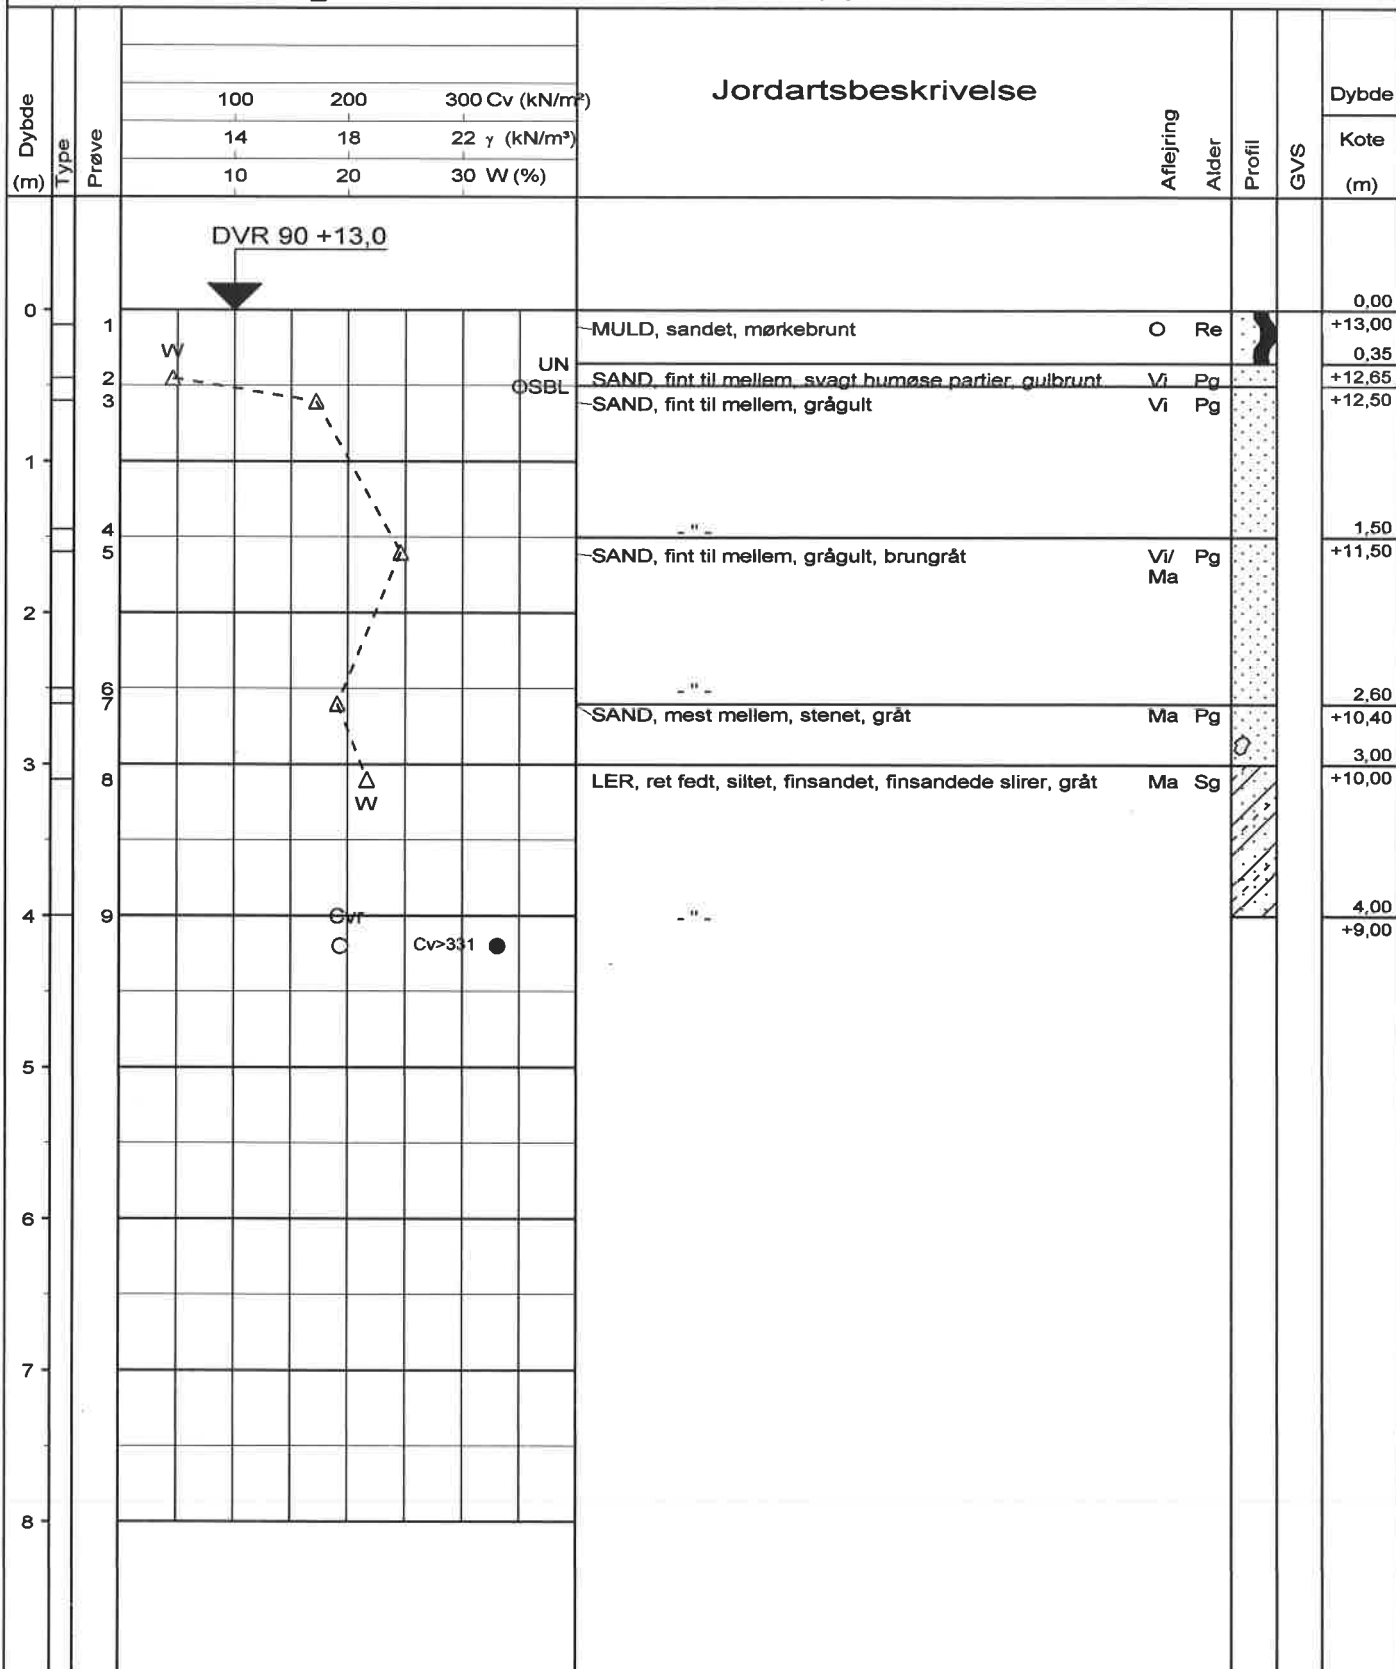 Jordartsbeskrivelse
Dybde
(m)
Type
Prøve
100 200 300 Cv (kN/m²)
14 18 22 γ (kN/m³)
10 20 30 W (%)
Aflejring
Alder
Profil
GVS
Dybde
Kote
(m)
DVR 90 +13,0
0 0,00
1 MULD, sandet, mørkebrunt O Re +13,00
W 0,35
UN
2 SAND, fint til mellem, svagt humøse partier, gulbrunt Vi Pg +12,65
OSBL
3 SAND, fint til mellem, grågult Vi Pg +12,50
1
4 - " - 1,50
5 SAND, fint til mellem, grågult, brungråt Vi/ Pg +11,50
Ma
2
6 - " - 2,60
7 SAND, mest mellem, stenet, gråt Ma Pg +10,40
3 3,00
8 LER, ret fedt, siltet, finsandet, finsandede slirer, gråt Ma Sg +10,00
W
4 9 Cvr - " - 4,00
Cv>331 +9,00
5
6
7
8